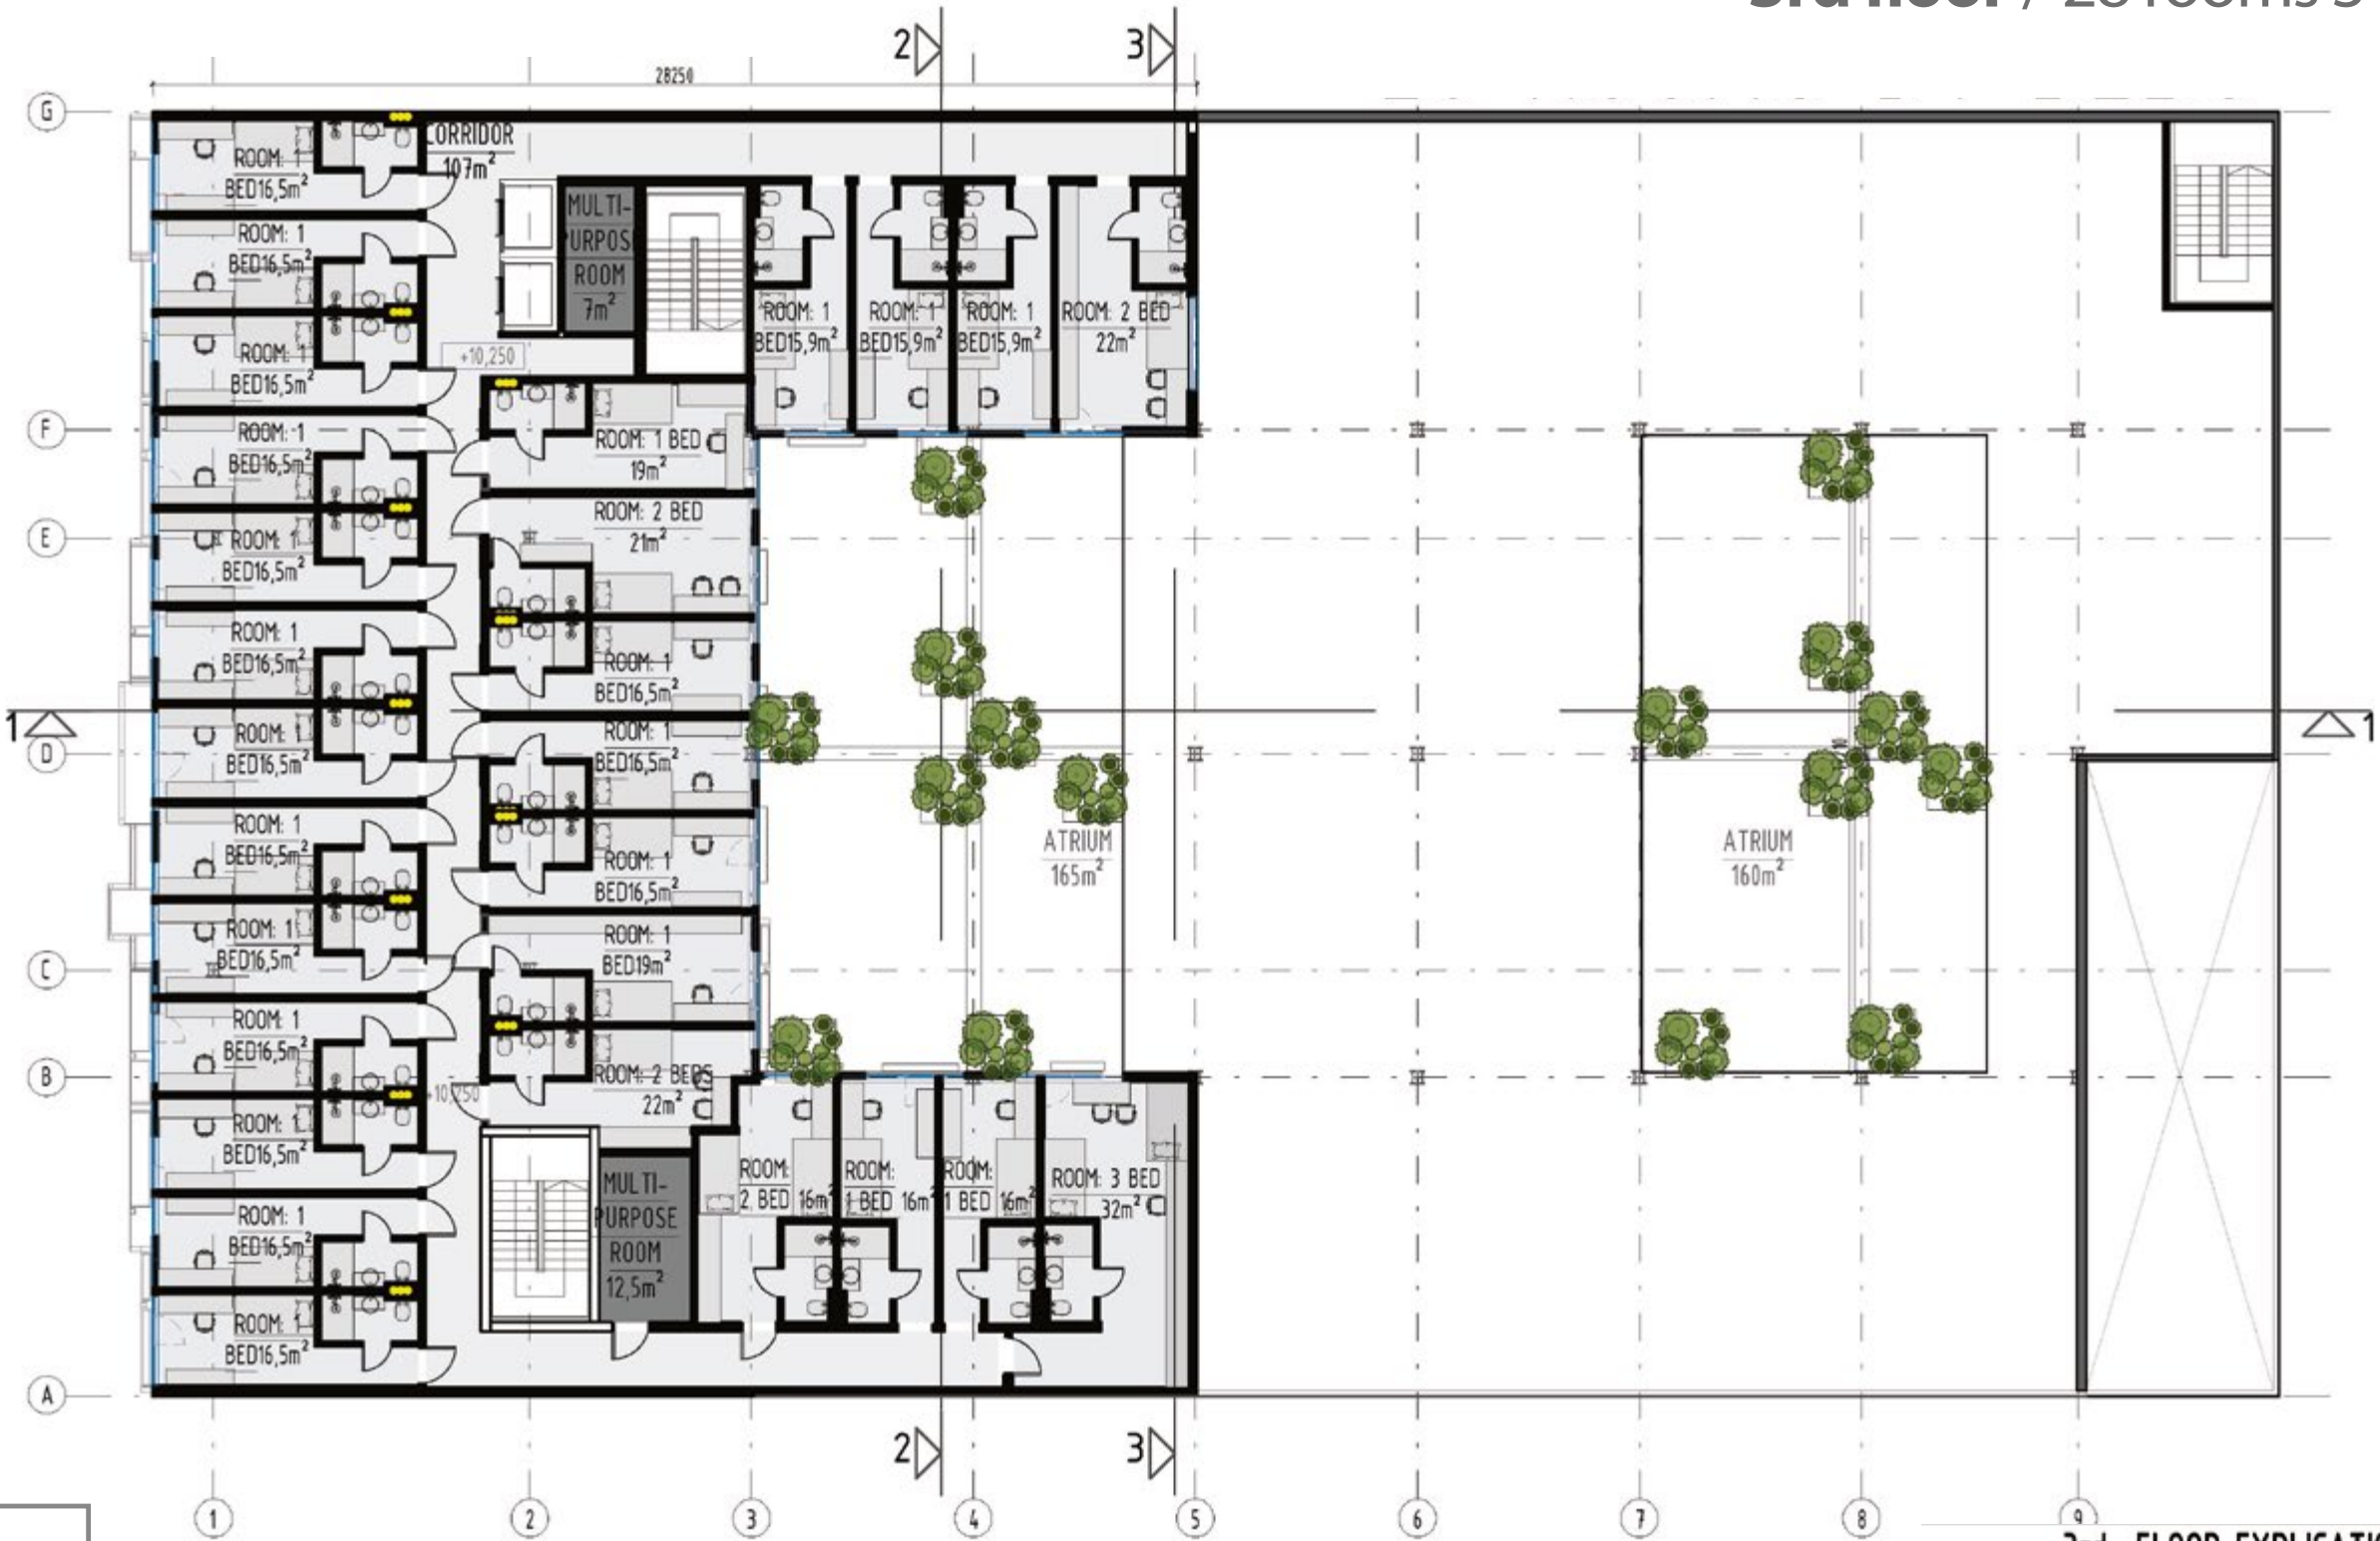 28 rooms
2
3
28250
G
CORRIDOR
107m²
ROOM: 1
BED16,5m²
MULTI-
PURPOSE
ROOM
7m²
ROOM: 1
BED16,5m²
ROOM: 1
BED15,9m²
ROOM: 1
BED15,9m²
ROOM: 1
BED15,9m²
ROOM: 2 BED
22m²
+10,250
ROOM: 1
BED16,5m²
F
ROOM: 1
BED16,5m²
ROOM: 1 BED
19m²
E
ROOM: 1
BED16,5m²
ROOM: 2 BED
21m²
ROOM: 1
BED16,5m²
ROOM: 1
BED16,5m²
1
1
D
ROOM: 1
BED16,5m²
ROOM: 1
BED16,5m²
ROOM: 1
BED16,5m²
ROOM: 1
BED16,5m²
ATRIUM
165m²
ATRIUM
160m²
C
ROOM: 1
BED16,5m²
ROOM: 1
BED19m²
ROOM: 1
BED16,5m²
B
ROOM: 2 BEDS
22m²
+10,250
ROOM: 1
BED16,5m²
MULTI-
PURPOSE
ROOM
12,5m²
ROOM:
2 BED 16m²
ROOM:
1 BED 16m²
ROOM:
1 BED 16m²
ROOM: 3 BED
32m²
ROOM: 1
BED16,5m²
ROOM: 1
BED16,5m²
A
2
3
1
2
3
4
5
6
7
8
9
FLOOR